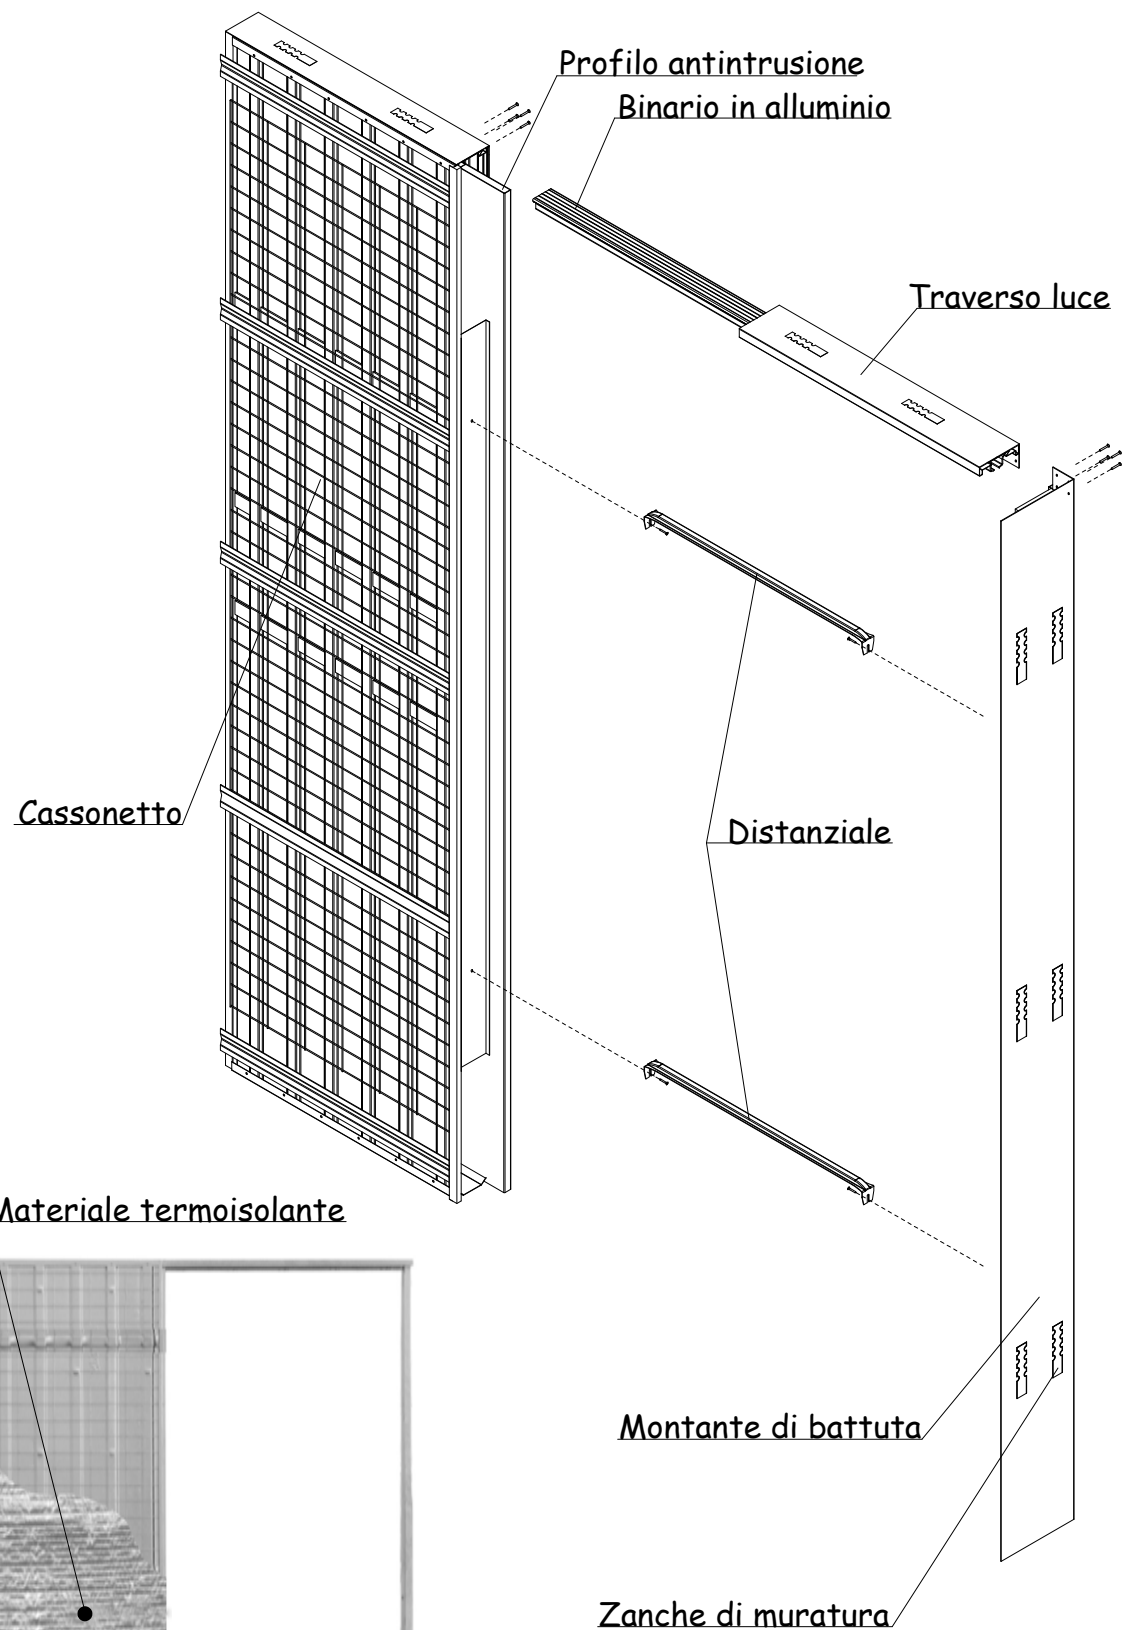 Profilo antintrusione
Binario in alluminio
Traverso luce
Cassonetto
Distanziale
Materiale termoisolante
Montante di battuta
Zanche di muratura